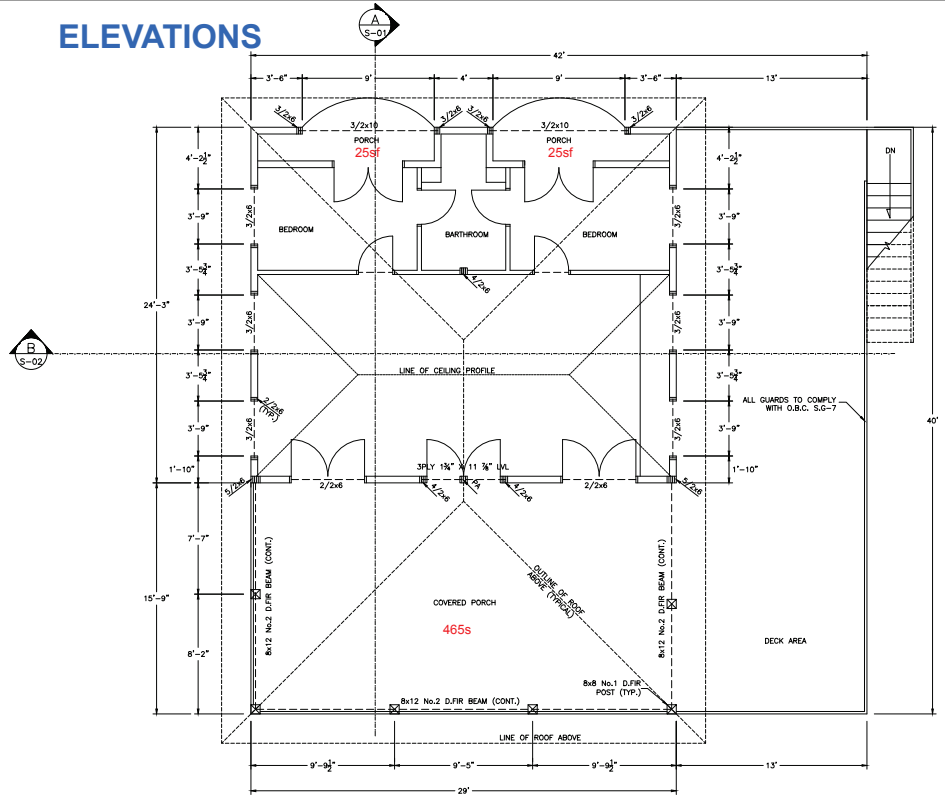 ELEVATIONS
A
S-01
42'
3'-6"
9'
4'
9'
3'-6"
13'
3/2x6
3/2x10
3/2x6
3/2x6
3/2x10
3/2x6
PORCH
25sf
PORCH
25sf
DN
4'-2½"
4'-2½"
3'-9"
3/2x6
3/2x6
3'-9"
BEDROOM
BARTHROOM
BEDROOM
3'-5¾"
4/2x6
3'-5¾"
24'-3"
3'-9"
3/2x6
3/2x6
3'-9"
B
S-02
3'-5¾"
LINE OF CEILING PROFILE
3'-5¾"
2/2x6
(TYP.)
ALL GUARDS TO COMPLY
WITH O.B.C. S.G-7
40'
3'-9"
3/2x6
3/2x6
3'-9"
1'-10"
3PLY 1¾" X 11 ⅞" LVL
1'-10"
5/2x6
2/2x6
4/2x6
PA
4/2x6
2/2x6
5/2x6
7'-7"
8x12 No.2 D.FIR BEAM (CONT.)
8x12 No.2 D.FIR BEAM (CONT.)
OUTLINE OF ROOF
ABOVE (TYPICAL)
15'-9"
COVERED PORCH
465s
DECK AREA
8'-2"
8x8 No.1 D.FIR
POST (TYP.)
8x12 No.2 D.FIR BEAM (CONT.)
LINE OF ROOF ABOVE
9'-9½"
9'-5"
9'-9½"
13'
29'